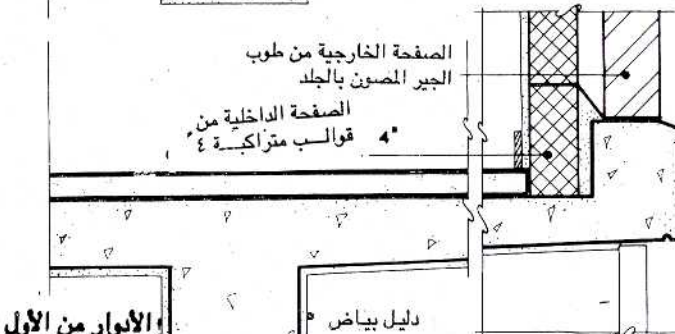 الصفحة الخارجية من طوب
الجير المصون بالجلد
الصفحة الداخلية من
قوالب متراكبة ٤"
4"
دليل بياض
الأدوار من الأول